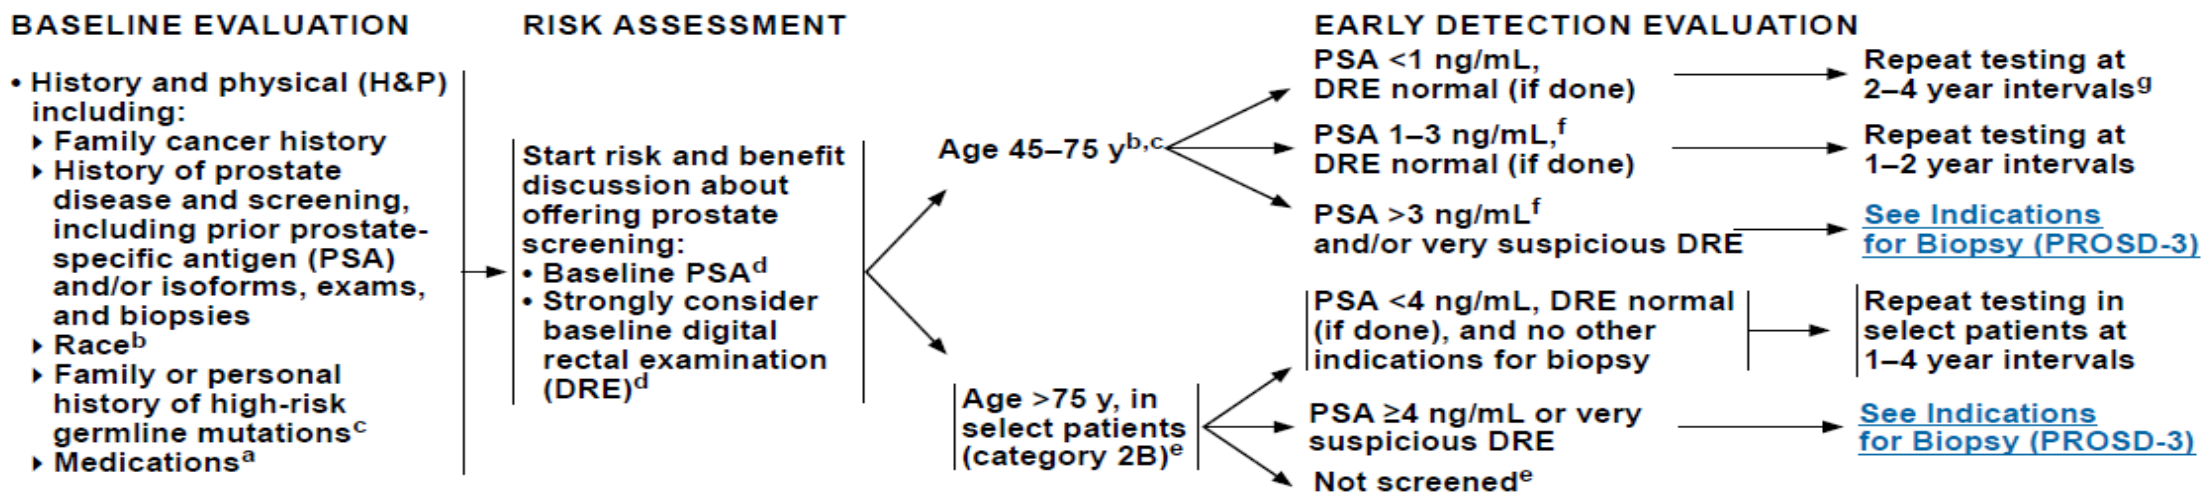 BASELINE EVALUATION
• History and physical (H&P)
including:
▸ Family cancer history
▸ History of prostate
disease and screening,
including prior prostate-
specific antigen (PSA)
and/or isoforms, exams,
and biopsies
▸ Raceᵇ
▸ Family or personal
history of high-risk
germline mutationsᶜ
▸ Medicationsᵃ
RISK ASSESSMENT
Start risk and benefit
discussion about
offering prostate
screening:
• Baseline PSAᵈ
• Strongly consider
baseline digital
rectal examination
(DRE)ᵈ
Age 45–75 yᵇ,ᶜ
Age >75 y, in
select patients
(category 2B)ᵉ
EARLY DETECTION EVALUATION
PSA <1 ng/mL,
DRE normal (if done)
Repeat testing at
2–4 year intervalsᵍ
PSA 1–3 ng/mL,ᶠ
DRE normal (if done)
Repeat testing at
1–2 year intervals
PSA >3 ng/mLᶠ
and/or very suspicious DRE
See Indications
for Biopsy (PROSD-3)
PSA <4 ng/mL, DRE normal
(if done), and no other
indications for biopsy
Repeat testing in
select patients at
1–4 year intervals
PSA ≥4 ng/mL or very
suspicious DRE
See Indications
for Biopsy (PROSD-3)
Not screenedᵉ